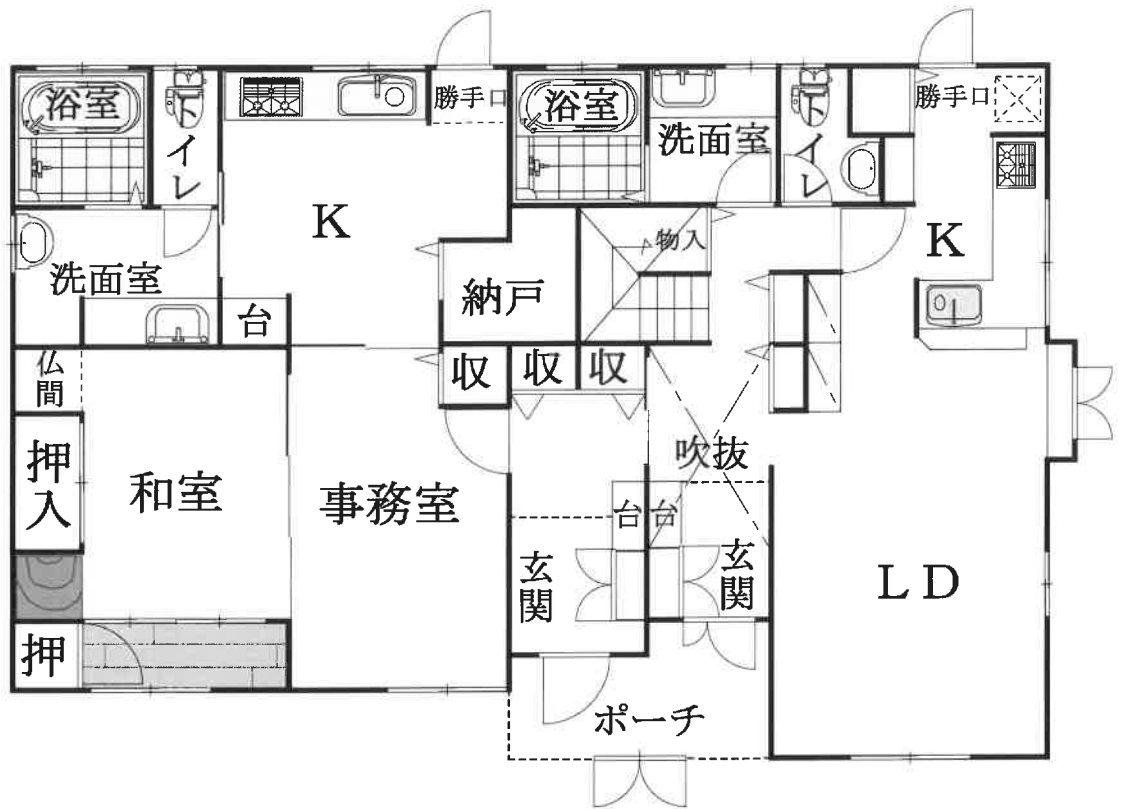 浴室
トイレ
勝手口
浴室
洗面室
トイレ
勝手口
K
物入
K
洗面室
納戸
台
仏間
収
収
収
押入
和室
事務室
吹抜
台
台
玄関
玄関
LD
押
ポーチ